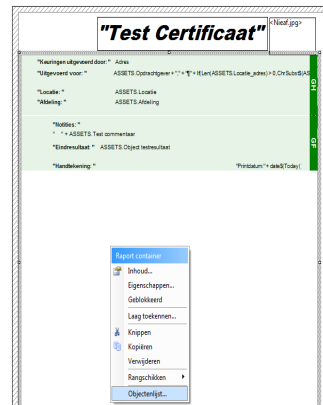 "Test Certificaat"
<Nieaf.jpg>
"Keuringen uitgevoerd door:" Adres
"Uitgevoerd voor: " ASSETS.Opdrachtgever + "," + "¶" + If(Len(ASSETS.Locatie_adres) > 0,ChrSubst$(AS
"Locatie: " ASSETS.Locatie
"Afdeling: " ASSETS.Afdeling
GH
"Notities: "
" " + ASSETS.Test commentaar
"Eindresultaat: " ASSETS.Object testresultaat
"Handtekening: " "Printdatum:" + date$(Today(
GF
Raport container
Inhoud...
Eigenschappen...
Geblokkeerd
Laag toekennen...
Knippen
Kopiëren
Verwijderen
Rangschikken
Objectenlijst...